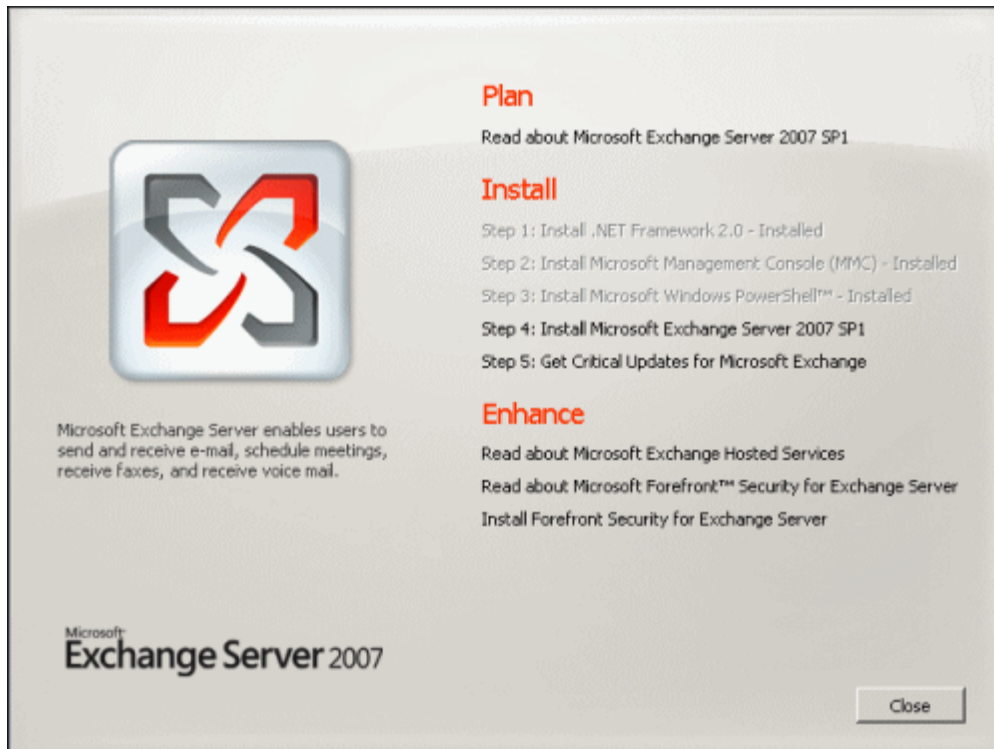 Plan
Read about Microsoft Exchange Server 2007 SP1
Install
Step 1: Install .NET Framework 2.0 - Installed
Step 2: Install Microsoft Management Console (MMC) - Installed
Step 3: Install Microsoft Windows PowerShell™ - Installed
Step 4: Install Microsoft Exchange Server 2007 SP1
Step 5: Get Critical Updates for Microsoft Exchange
Enhance
Read about Microsoft Exchange Hosted Services
Read about Microsoft Forefront™ Security for Exchange Server
Install Forefront Security for Exchange Server
Microsoft Exchange Server enables users to
send and receive e-mail, schedule meetings,
receive faxes, and receive voice mail.
Microsoft
Exchange Server 2007
Close